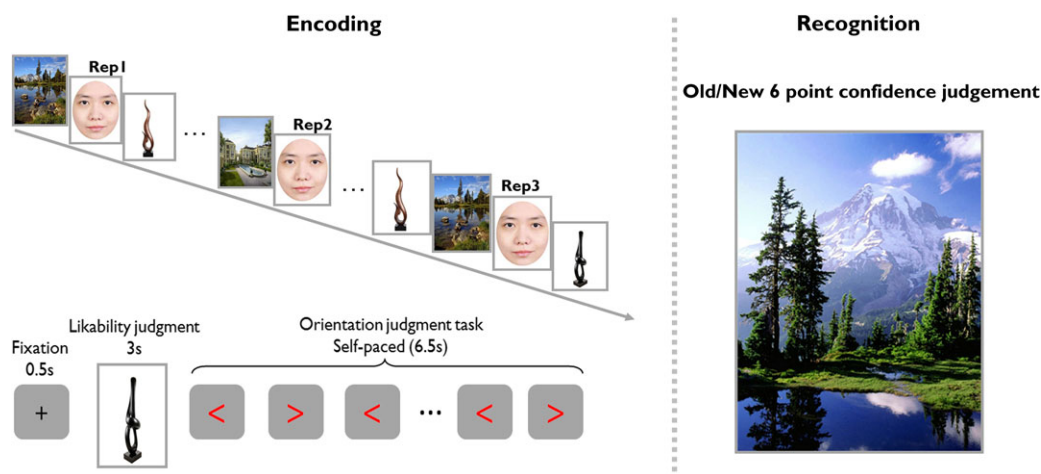 Encoding
Recognition
Rep1
Rep2
Rep3
Old/New 6 point confidence judgement
Likability judgment
3s
Orientation judgment task
Self-paced (6.5s)
Fixation
0.5s
+
< > < ... < >